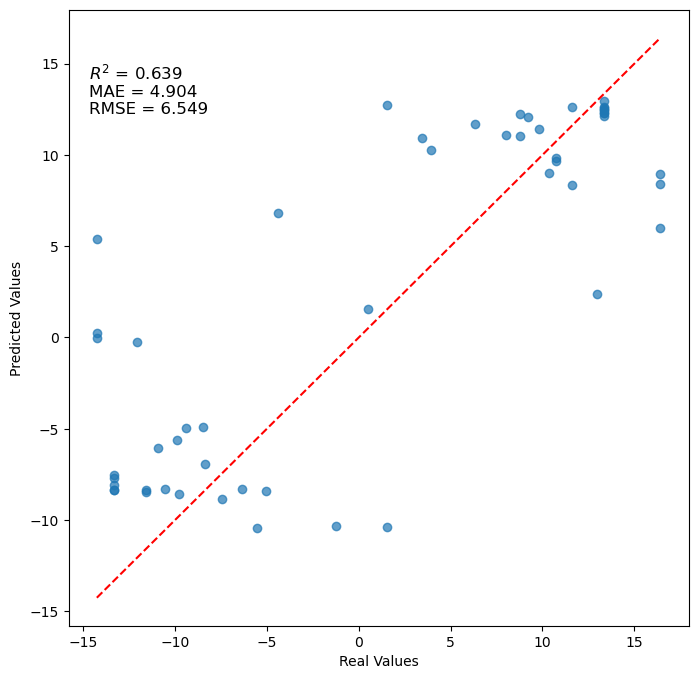 R² = 0.639
MAE = 4.904
RMSE = 6.549
15
10
5
0
−5
−10
−15
Predicted Values
−15 −10 −5 0 5 10 15
Real Values